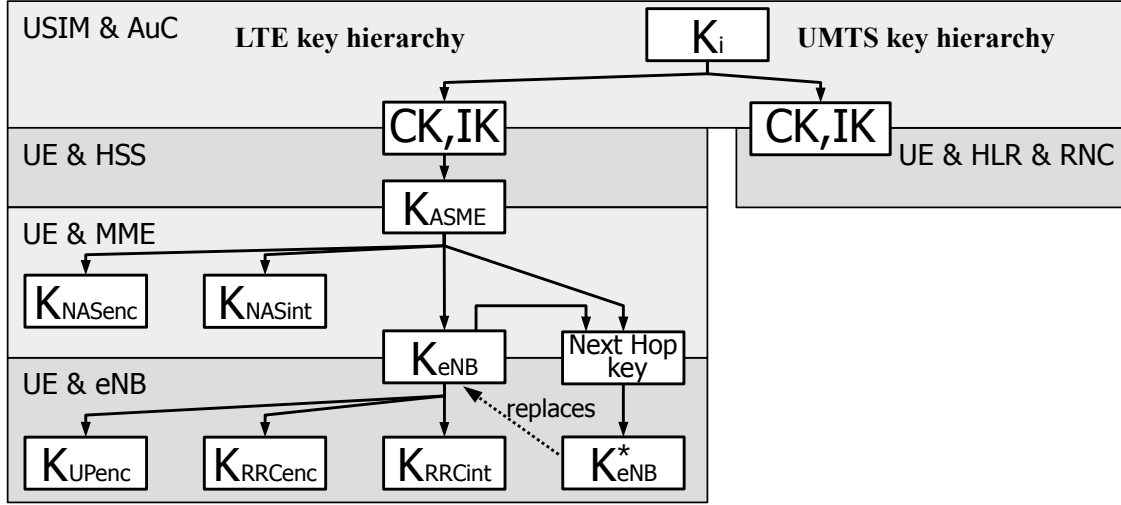 USIM & AuC
LTE key hierarchy
Ki
UMTS key hierarchy
CK,IK
CK,IK
UE & HSS
UE & HLR & RNC
KASME
UE & MME
KNASenc
KNASint
KeNB
Next Hop
key
UE & eNB
replaces
KUPenc
KRRCenc
KRRCint
K*eNB